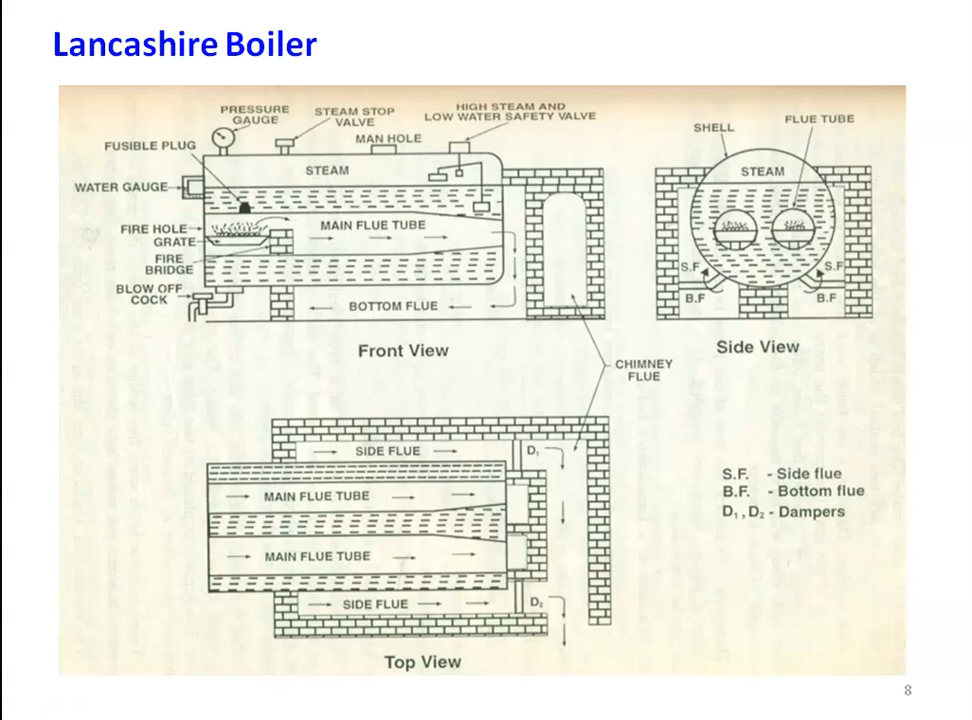 Lancashire Boiler
PRESSURE
GAUGE
STEAM STOP
VALVE
MAN HOLE
HIGH STEAM AND
LOW WATER SAFETY VALVE
FUSIBLE PLUG
STEAM
WATER GAUGE
FIRE HOLE
GRATE
MAIN FLUE TUBE
FIRE
BRIDGE
BLOW OFF
COCK
BOTTOM FLUE
Front View
SHELL
FLUE TUBE
STEAM
S.F
S.F
B.F
B.F
Side View
CHIMNEY
FLUE
SIDE FLUE
D₁
MAIN FLUE TUBE
MAIN FLUE TUBE
SIDE FLUE
D₂
Top View
S.F. - Side flue
B.F. - Bottom flue
D₁, D₂ - Dampers
8